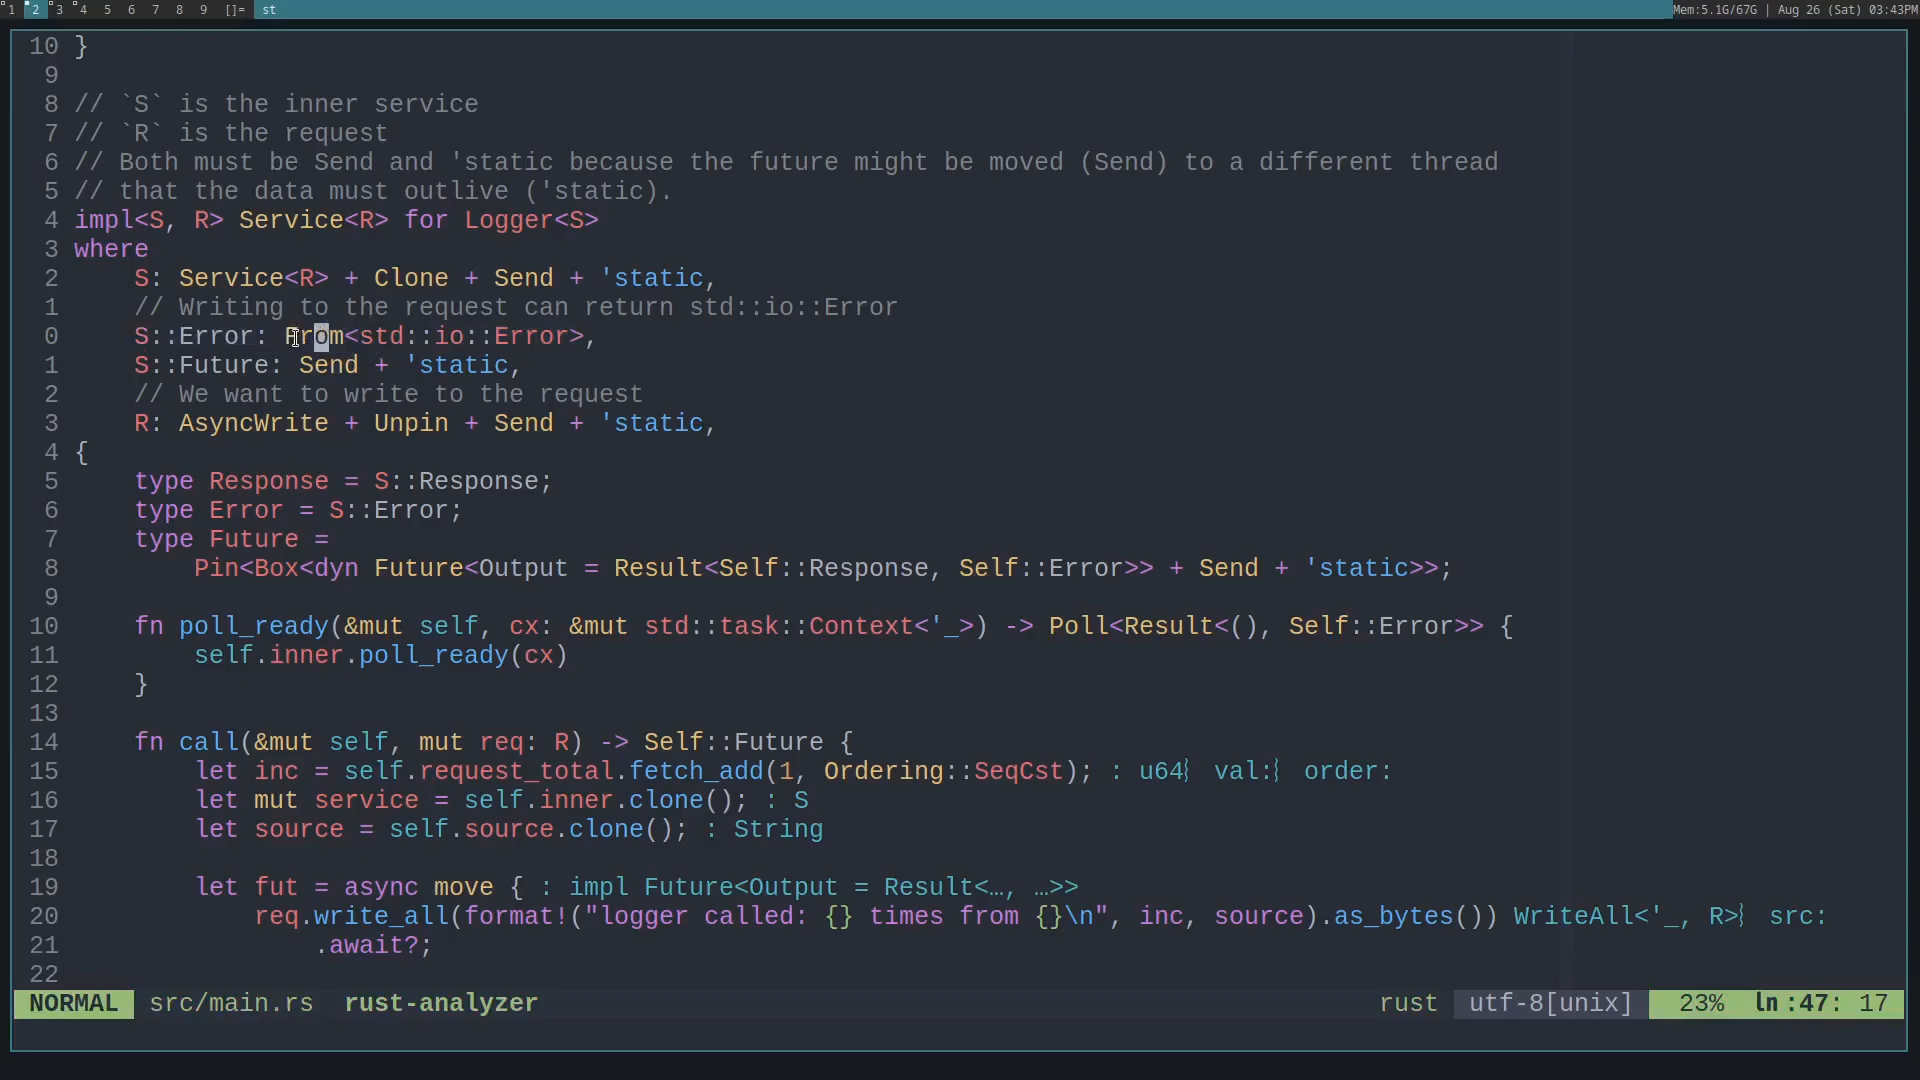 1 2 3 4 5 6 7 8 9 []= st Mem:5.1G/67G | Aug 26 (Sat) 03:43PM
10 }
9
8 // `S` is the inner service
7 // `R` is the request
6 // Both must be Send and 'static because the future might be moved (Send) to a different thread
5 // that the data must outlive ('static).
4 impl<S, R> Service<R> for Logger<S>
3 where
2     S: Service<R> + Clone + Send + 'static,
1     // Writing to the request can return std::io::Error
0     S::Error: From<std::io::Error>,
1     S::Future: Send + 'static,
2     // We want to write to the request
3     R: AsyncWrite + Unpin + Send + 'static,
4 {
5     type Response = S::Response;
6     type Error = S::Error;
7     type Future =
8         Pin<Box<dyn Future<Output = Result<Self::Response, Self::Error>> + Send + 'static>>;
9
10     fn poll_ready(&mut self, cx: &mut std::task::Context<'_>) -> Poll<Result<(), Self::Error>> {
11         self.inner.poll_ready(cx)
12     }
13
14     fn call(&mut self, mut req: R) -> Self::Future {
15         let inc = self.request_total.fetch_add(1, Ordering::SeqCst); : u64⸾ val:⸾ order:
16         let mut service = self.inner.clone(); : S
17         let source = self.source.clone(); : String
18
19         let fut = async move { : impl Future<Output = Result<…, …>>
20             req.write_all(format!("logger called: {} times from {}\n", inc, source).as_bytes()) WriteAll<'_, R>⸾ src:
21                 .await?;
22
NORMAL src/main.rs rust-analyzer rust utf-8[unix] 23% ln :47: 17